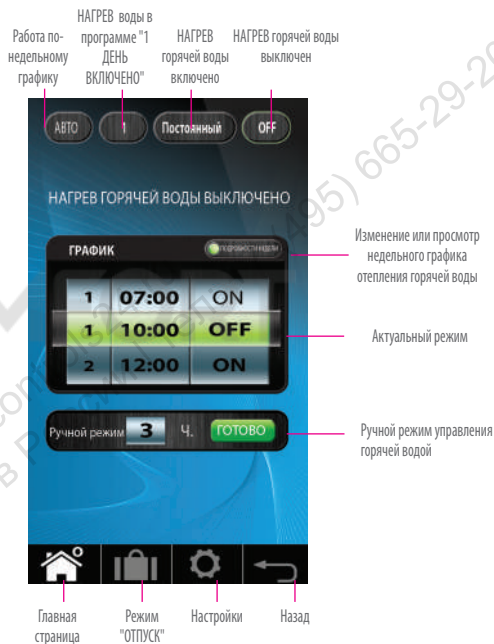 Работа по-
недельному
графику
НАГРЕВ воды в
программе "1
ДЕНЬ
ВКЛЮЧЕНО"
НАГРЕВ
горячей воды
включено
НАГРЕВ горячей воды
выключен
АВТО
1
Постоянный
OFF
НАГРЕВ ГОРЯЧЕЙ ВОДЫ ВЫКЛЮЧЕНО
ГРАФИК
ПОДРОБНОСТИ НЕДЕЛИ
1 07:00 ON
1 10:00 OFF
2 12:00 ON
Изменение или просмотр
недельного графика
отепления горячей воды
Актуальный режим
Ручной режим 3 Ч. ГОТОВО
Ручной режим управления
горячей водой
Главная
страница
Режим
"ОТПУСК"
Настройки
Назад